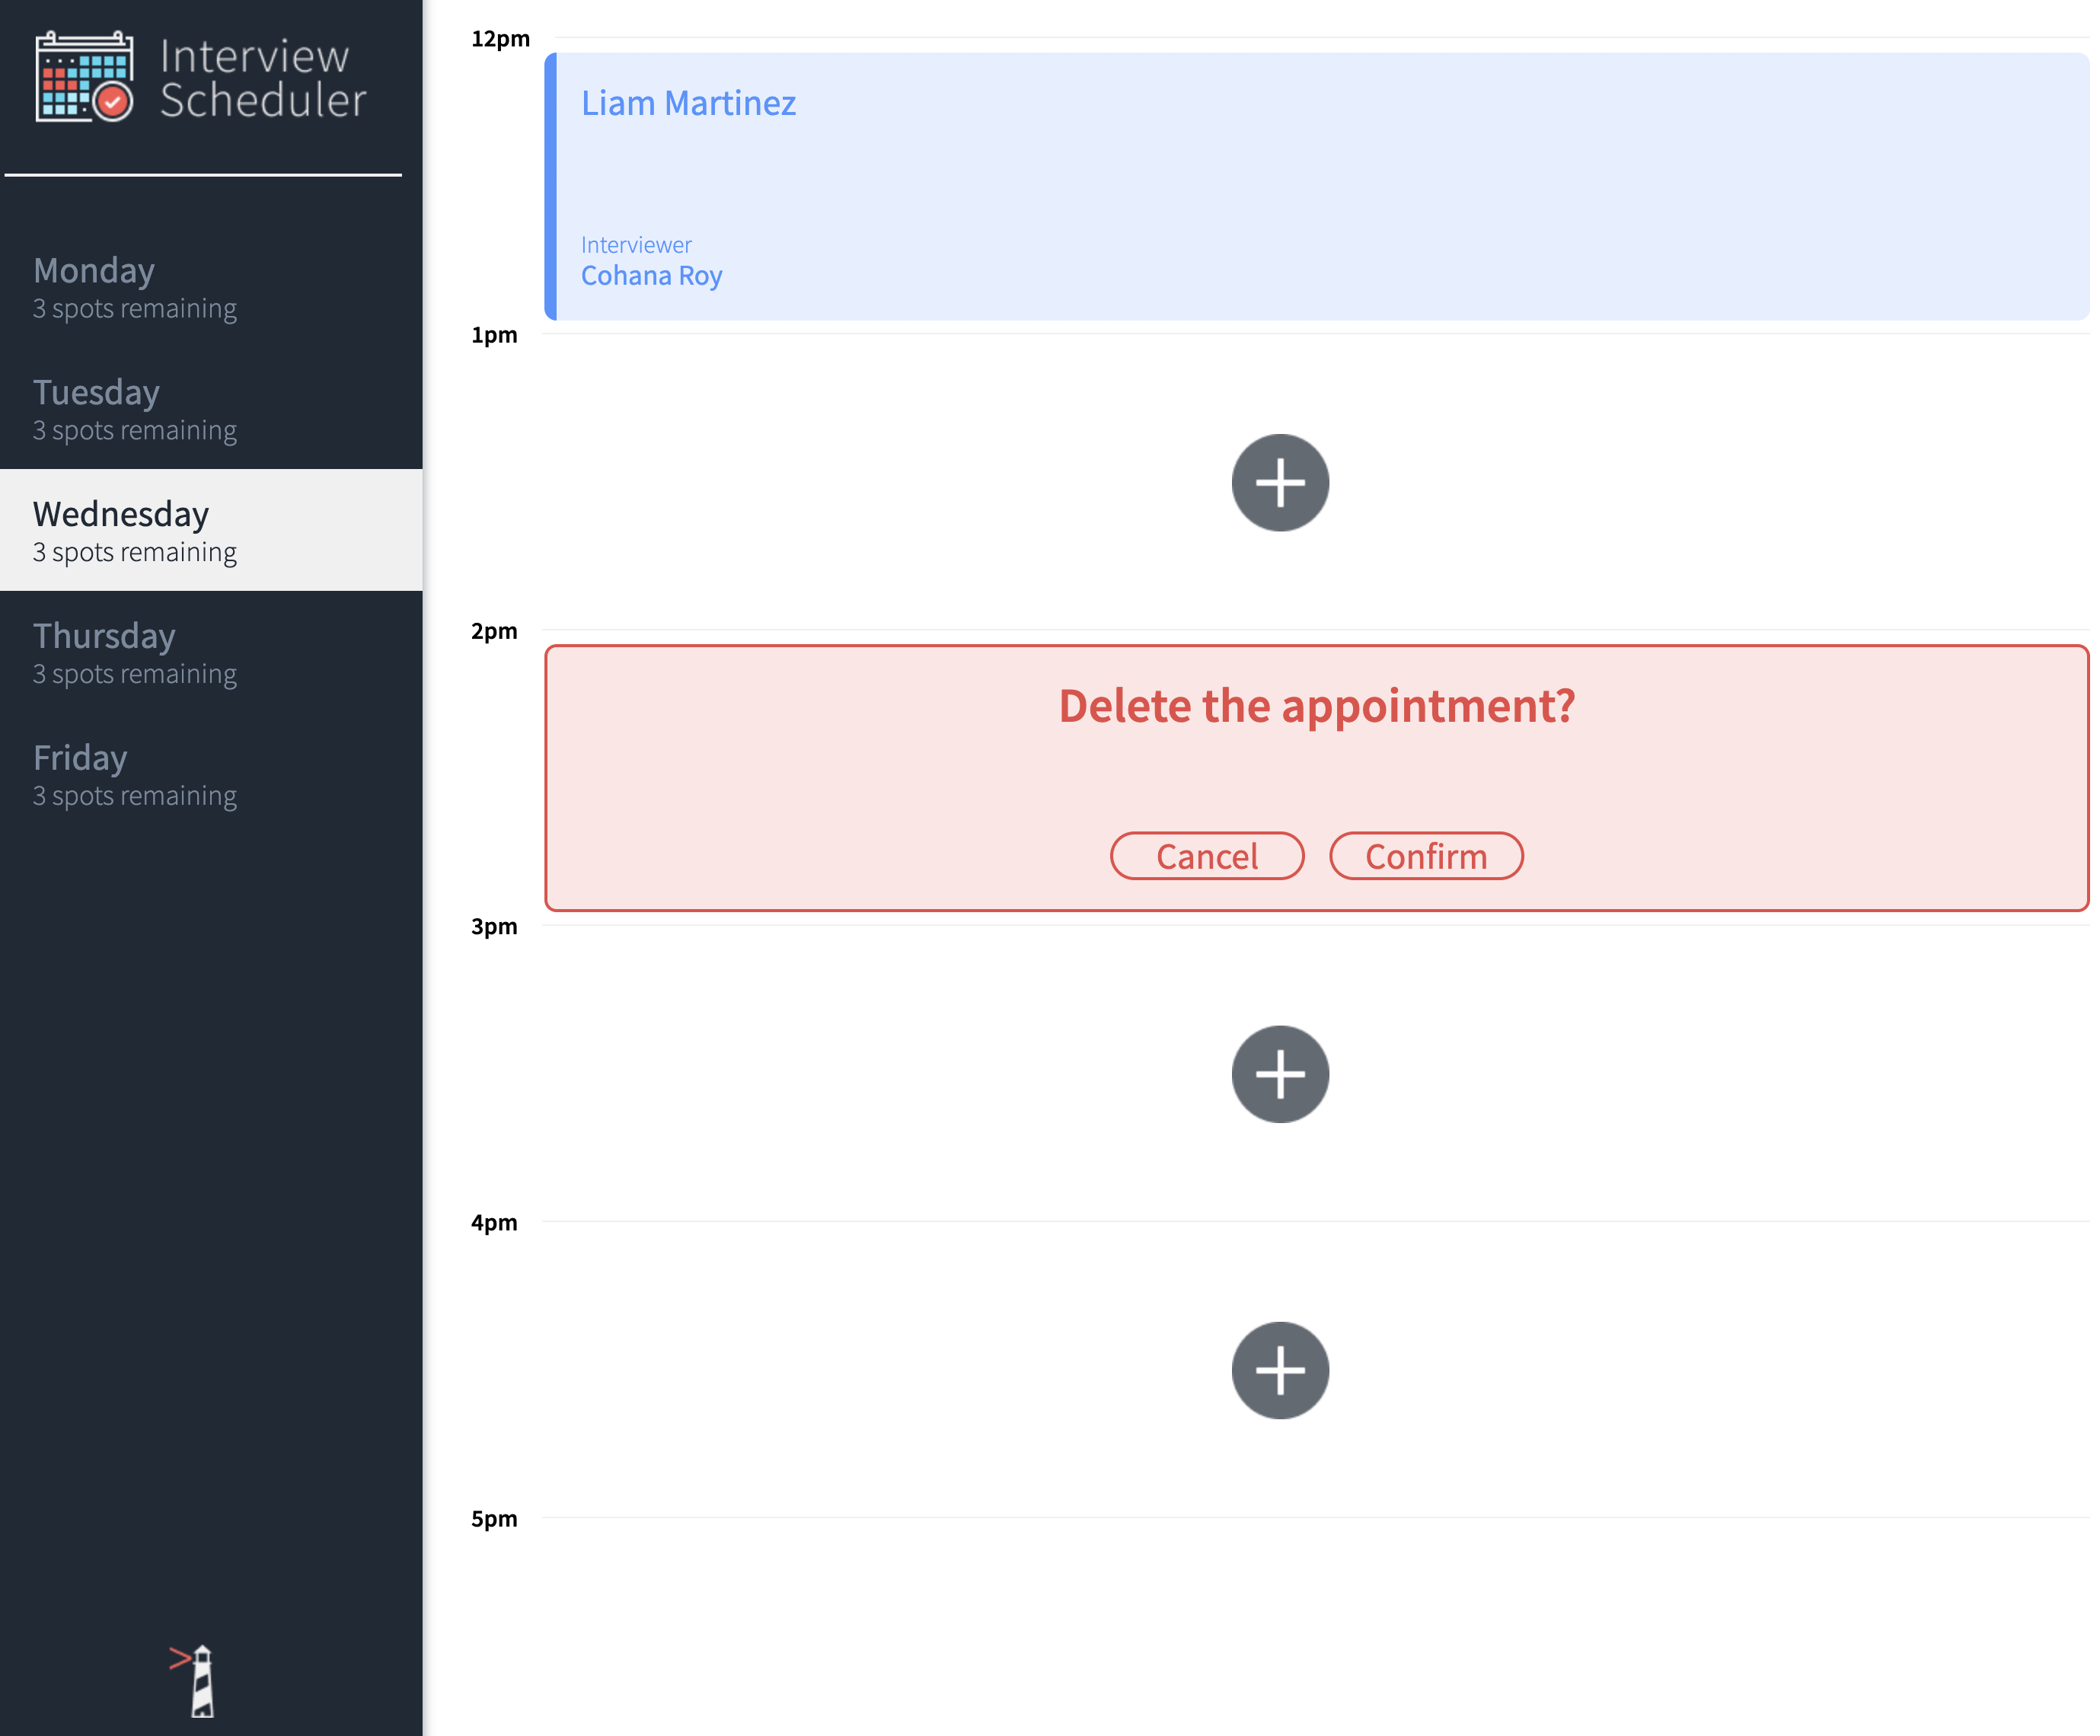 Interview
Scheduler
Monday
3 spots remaining
Tuesday
3 spots remaining
Wednesday
3 spots remaining
Thursday
3 spots remaining
Friday
3 spots remaining
12pm
Liam Martinez
Interviewer
Cohana Roy
1pm
2pm
Delete the appointment?
Cancel Confirm
3pm
4pm
5pm